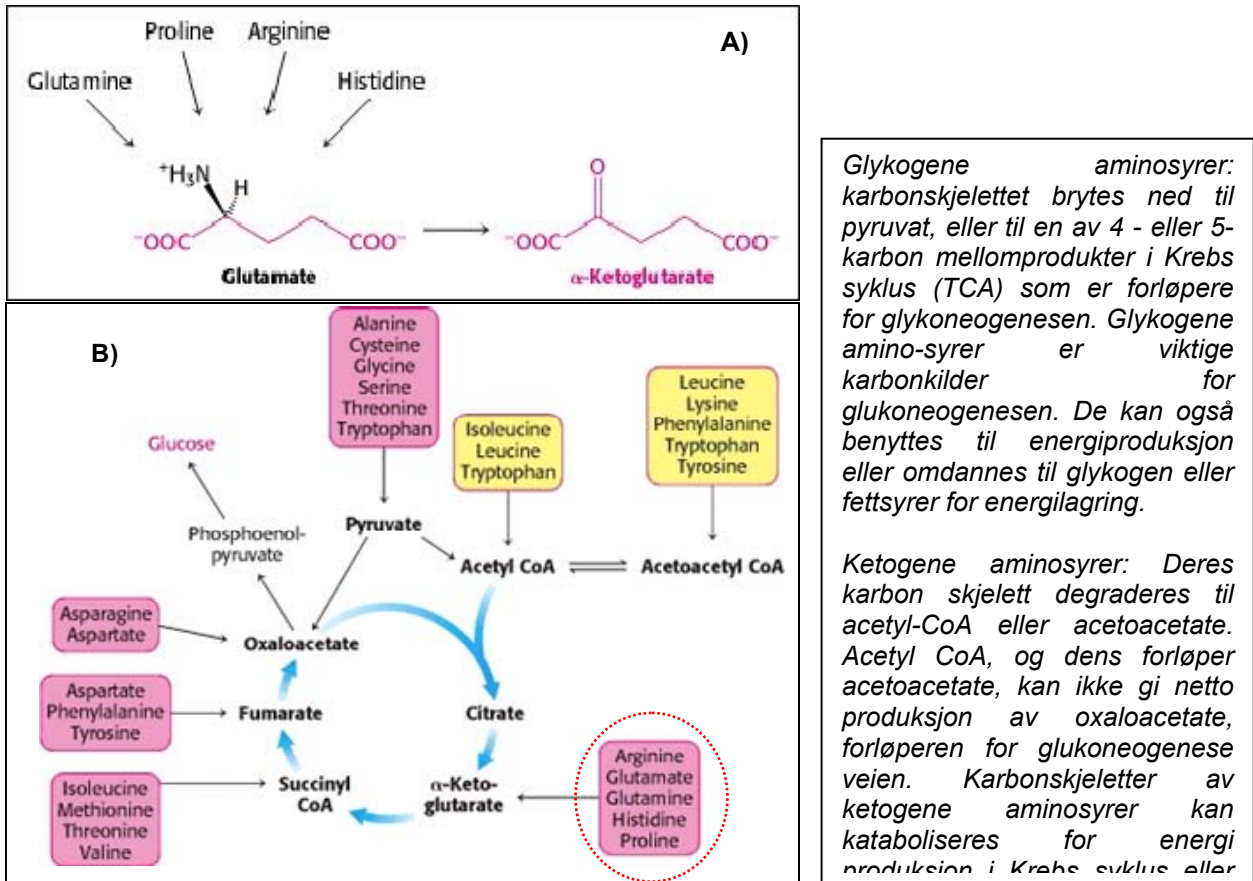 A)
Proline Arginine
Glutamine Histidine
⁺H₃N H O
⁻OOC COO⁻ ⁻OOC COO⁻
Glutamate α-Ketoglutarate
B)
Alanine
Cysteine
Glycine
Serine
Threonine
Tryptophan
Isoleucine
Leucine
Tryptophan
Leucine
Lysine
Phenylalanine
Tryptophan
Tyrosine
Glucose
Phosphoenol-
pyruvate
Pyruvate
Acetyl CoA
Acetoacetyl CoA
Asparagine
Aspartate
Oxaloacetate
Aspartate
Phenylalanine
Tyrosine
Fumarate
Citrate
Isoleucine
Methionine
Threonine
Valine
Succinyl
CoA
α-Keto-
glutarate
Arginine
Glutamate
Glutamine
Histidine
Proline
Glykogene aminosyrer:
karbonskjelettet brytes ned til
pyruvat, eller til en av 4 - eller 5-
karbon mellomprodukter i Krebs
syklus (TCA) som er forløpere
for glykoneogenesen. Glykogene
amino-syrer er viktige
karbonkilder for
glukoneogenesen. De kan også
benyttes til energiproduksjon
eller omdannes til glykogen eller
fettsyrer for energilagring.
Ketogene aminosyrer: Deres
karbon skjelett degraderes til
acetyl-CoA eller acetoacetate.
Acetyl CoA, og dens forløper
acetoacetate, kan ikke gi netto
produksjon av oxaloacetate,
forløperen for glukoneogenese
veien. Karbonskjeletter av
ketogene aminosyrer kan
kataboliseres for energi
produksjon i Krebs syklus eller